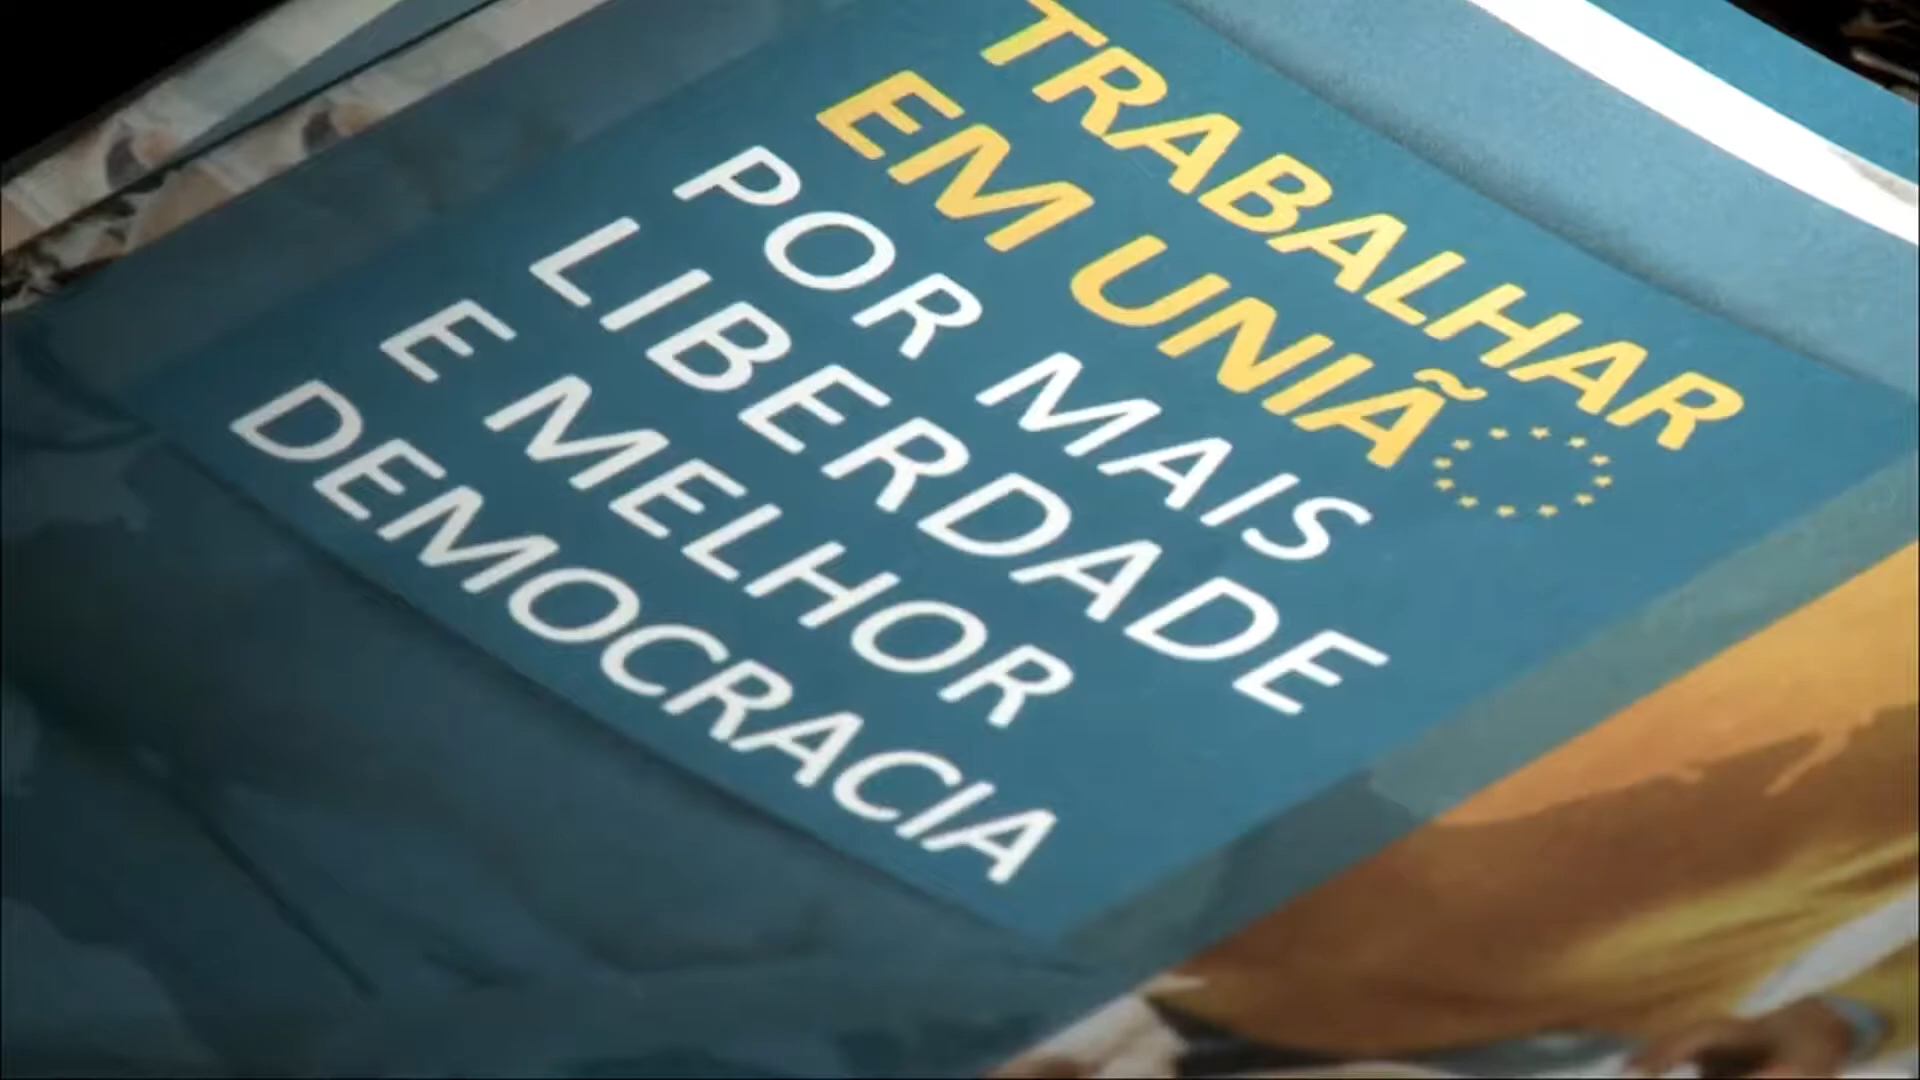 TRABALHAR
EM UNIÃ
POR MAIS
LIBERDADE
E MELHOR
DEMOCRACIA